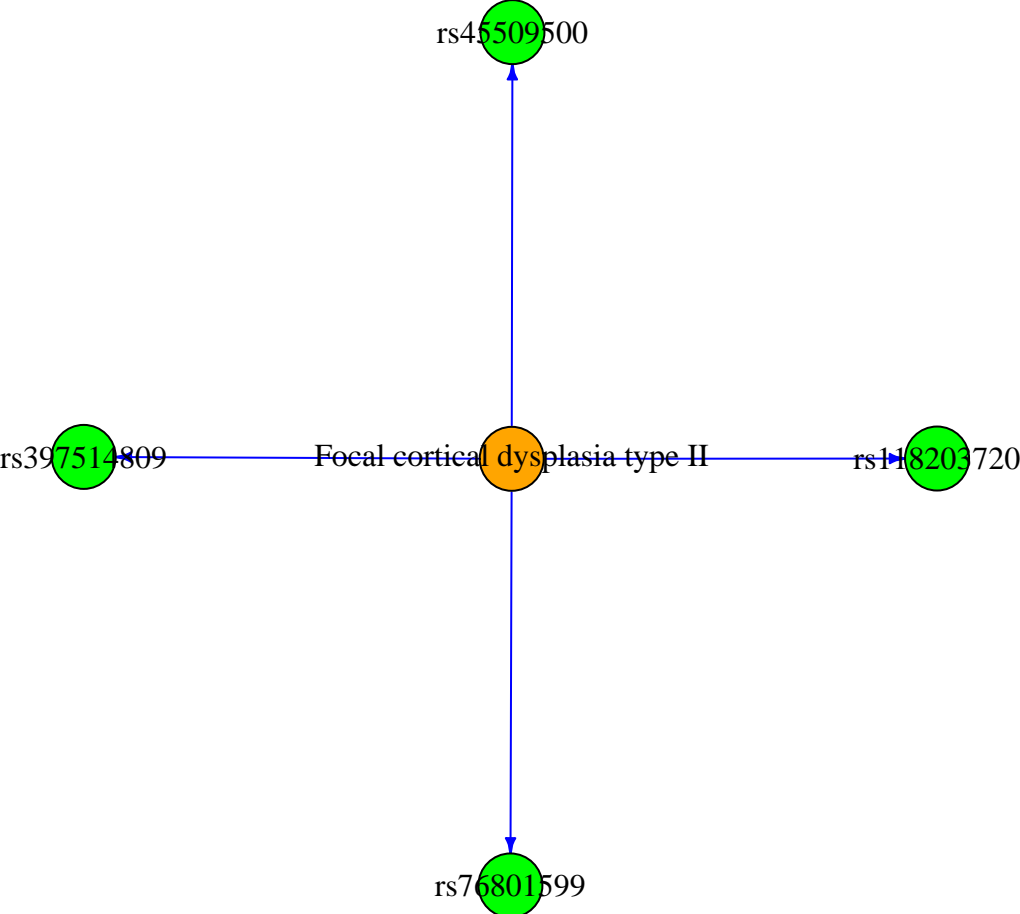 rs45509500
rs397514809
Focal cortical dysplasia type II
rs118203720
rs76801599